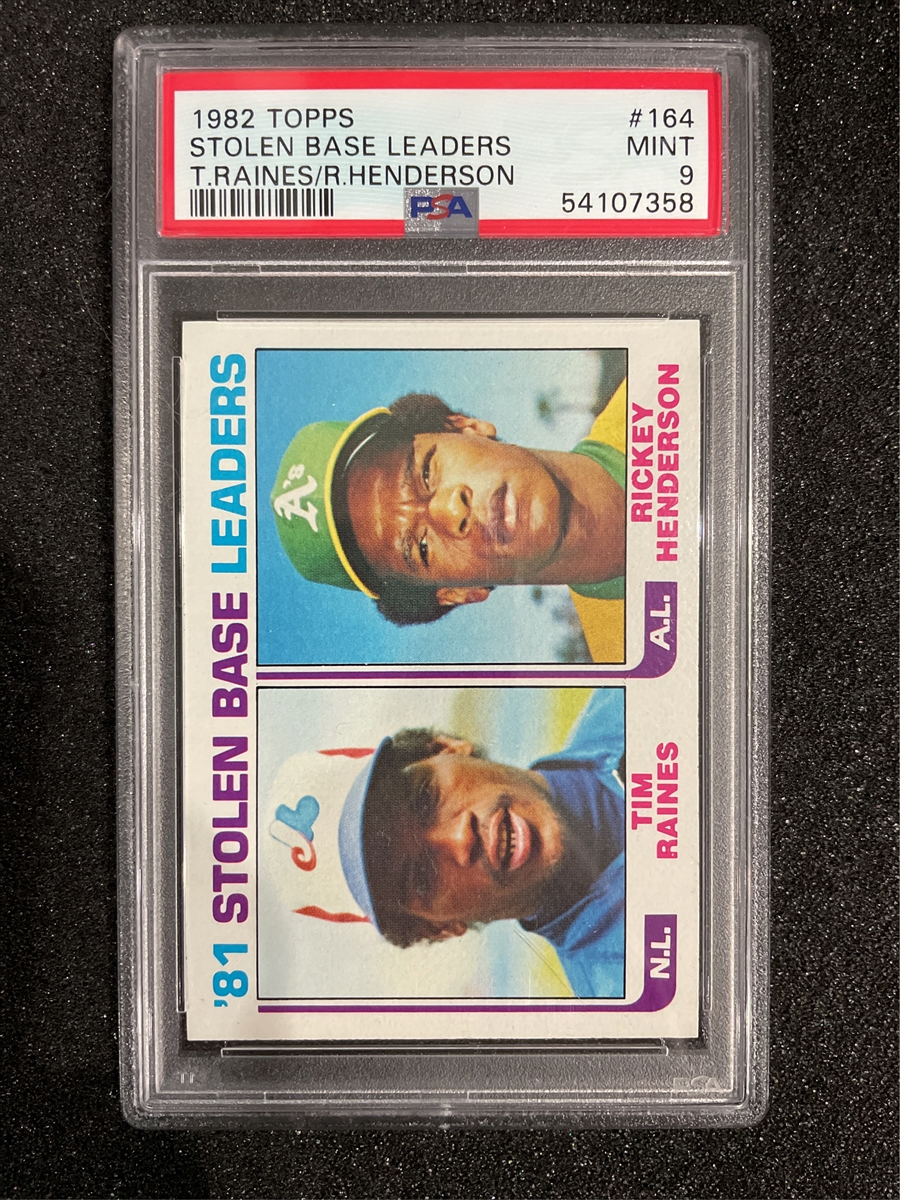 1982 TOPPS #164
STOLEN BASE LEADERS MINT
T.RAINES/R.HENDERSON 9
PSA 54107358
'81 STOLEN BASE LEADERS
A's
N.L. TIM
RAINES
A.L. RICKEY
HENDERSON
PSA